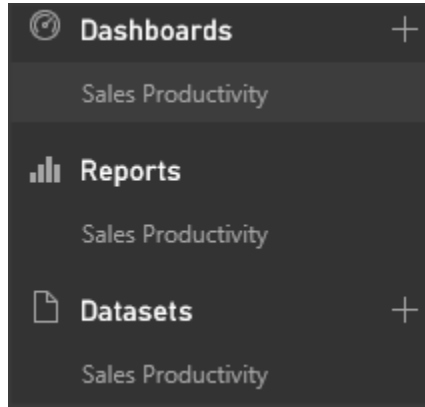 Dashboards
Sales Productivity
Reports
Sales Productivity
Datasets
Sales Productivity